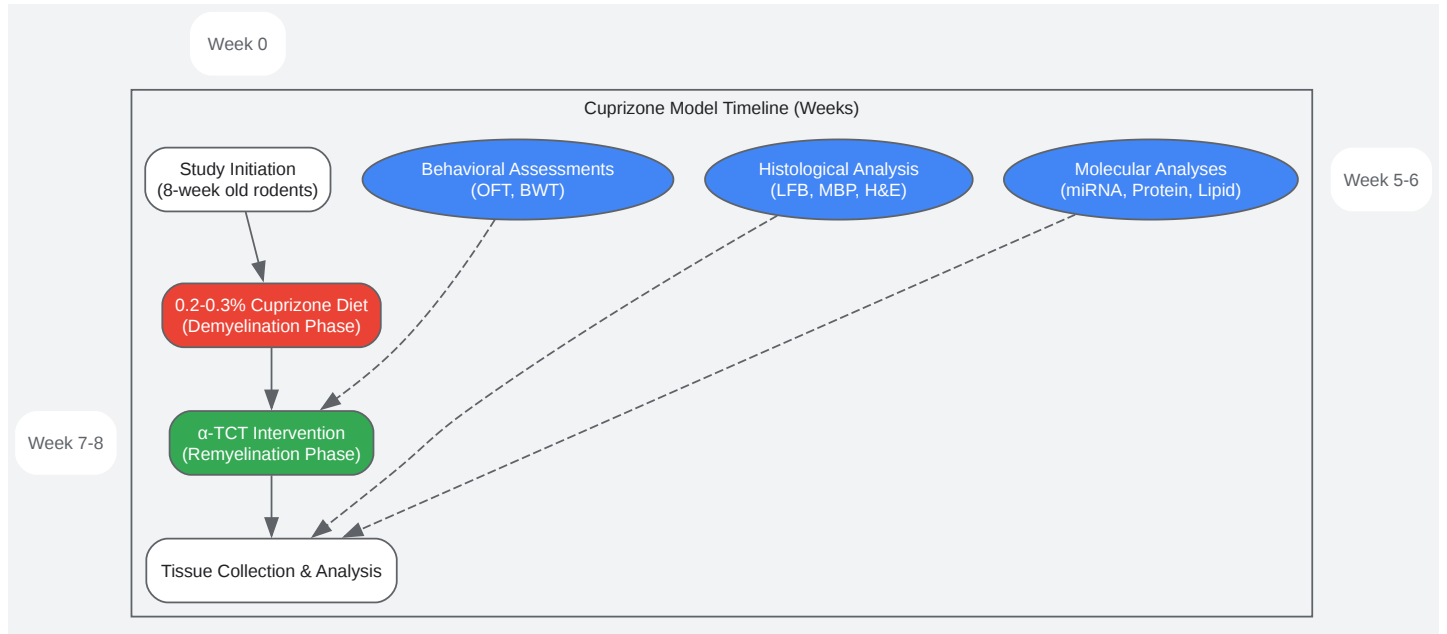 Week 0
Cuprizone Model Timeline (Weeks)
Study Initiation
(8-week old rodents)
Behavioral Assessments
(OFT, BWT)
Histological Analysis
(LFB, MBP, H&E)
Molecular Analyses
(miRNA, Protein, Lipid)
Week 5-6
0.2-0.3% Cuprizone Diet
(Demyelination Phase)
α-TCT Intervention
(Remyelination Phase)
Week 7-8
Tissue Collection & Analysis